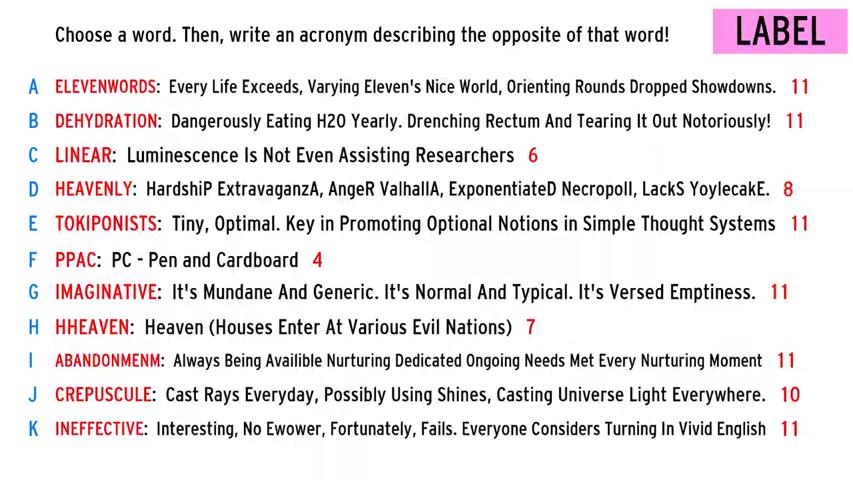 Choose a word. Then, write an acronym describing the opposite of that word!
LABEL
A ELEVENWORDS: Every Life Exceeds, Varying Eleven's Nice World, Orienting Rounds Dropped Showdowns. 11
B DEHYDRATION: Dangerously Eating H20 Yearly. Drenching Rectum And Tearing It Out Notoriously! 11
C LINEAR: Luminescence Is Not Even Assisting Researchers 6
D HEAVENLY: HardshiP ExtravaganzA, AngeR ValhallA, ExponentiateD NecropolI, LackS YoylecakE. 8
E TOKIPONISTS: Tiny, Optimal. Key in Promoting Optional Notions in Simple Thought Systems 11
F PPAC: PC - Pen and Cardboard 4
G IMAGINATIVE: It's Mundane And Generic. It's Normal And Typical. It's Versed Emptiness. 11
H HHEAVEN: Heaven (Houses Enter At Various Evil Nations) 7
I ABANDONMENM: Always Being Availible Nurturing Dedicated Ongoing Needs Met Every Nurturing Moment 11
J CREPUSCULE: Cast Rays Everyday, Possibly Using Shines, Casting Universe Light Everywhere. 10
K INEFFECTIVE: Interesting, No Ewower, Fortunately, Fails. Everyone Considers Turning In Vivid English 11